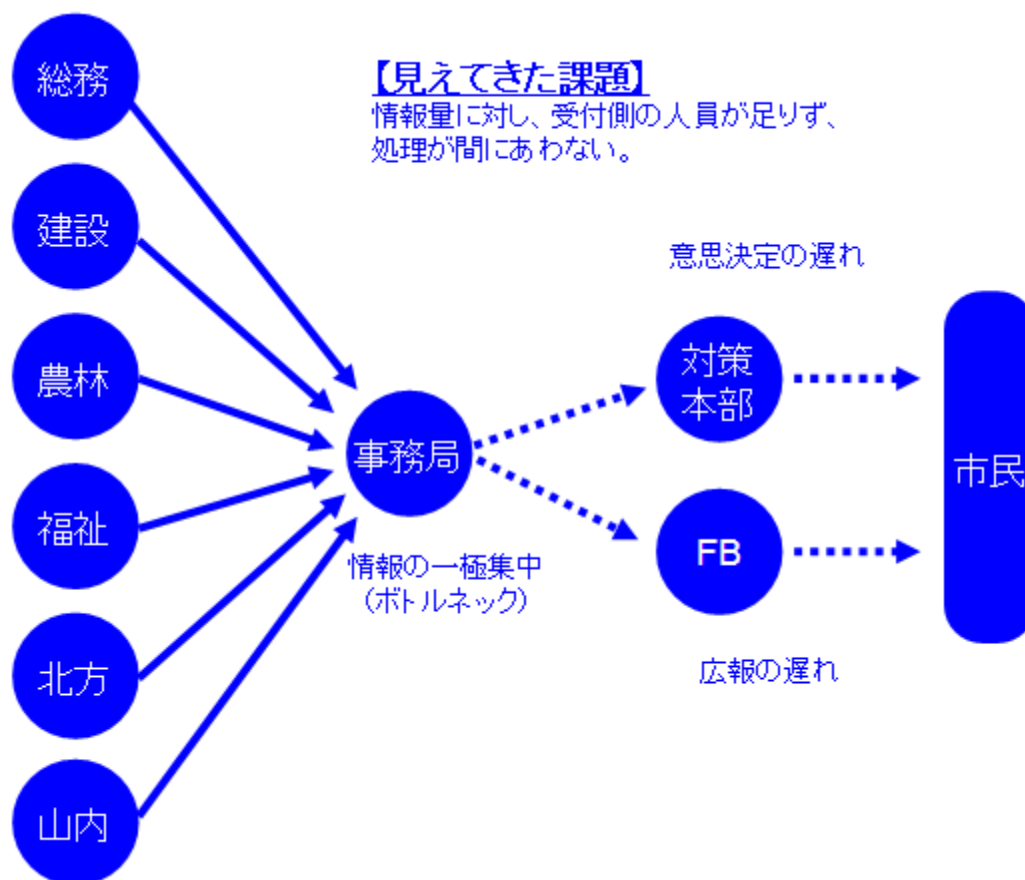 【見えてきた課題】
情報量に対し、受付側の人員が足りず、
処理が間にあわない。
総務
建設
農林
福祉
北方
山内
事務局
情報の一極集中
(ボトルネック)
意思決定の遅れ
対策
本部
FB
広報の遅れ
市民